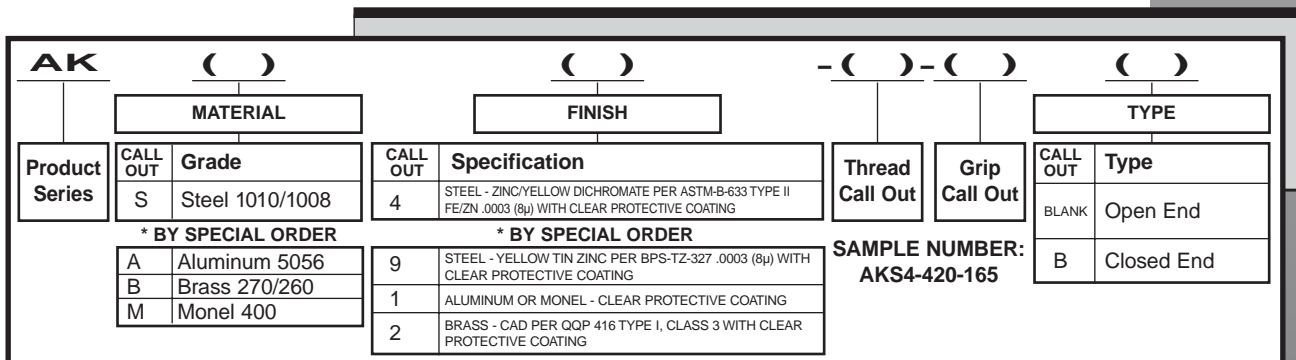 AK ( ) ( ) -( )-( ) ( )
MATERIAL
FINISH
TYPE
Product Series
CALL OUT Grade
S Steel 1010/1008
* BY SPECIAL ORDER
A Aluminum 5056
B Brass 270/260
M Monel 400
CALL OUT Specification
4 STEEL - ZINC/YELLOW DICHROMATE PER ASTM-B-633 TYPE II
FE/ZN .0003 (8µ) WITH CLEAR PROTECTIVE COATING
* BY SPECIAL ORDER
9 STEEL - YELLOW TIN ZINC PER BPS-TZ-327 .0003 (8µ) WITH
CLEAR PROTECTIVE COATING
1 ALUMINUM OR MONEL - CLEAR PROTECTIVE COATING
2 BRASS - CAD PER QQP 416 TYPE I, CLASS 3 WITH CLEAR
PROTECTIVE COATING
Thread
Call Out
Grip
Call Out
SAMPLE NUMBER:
AKS4-420-165
CALL OUT Type
BLANK Open End
B Closed End